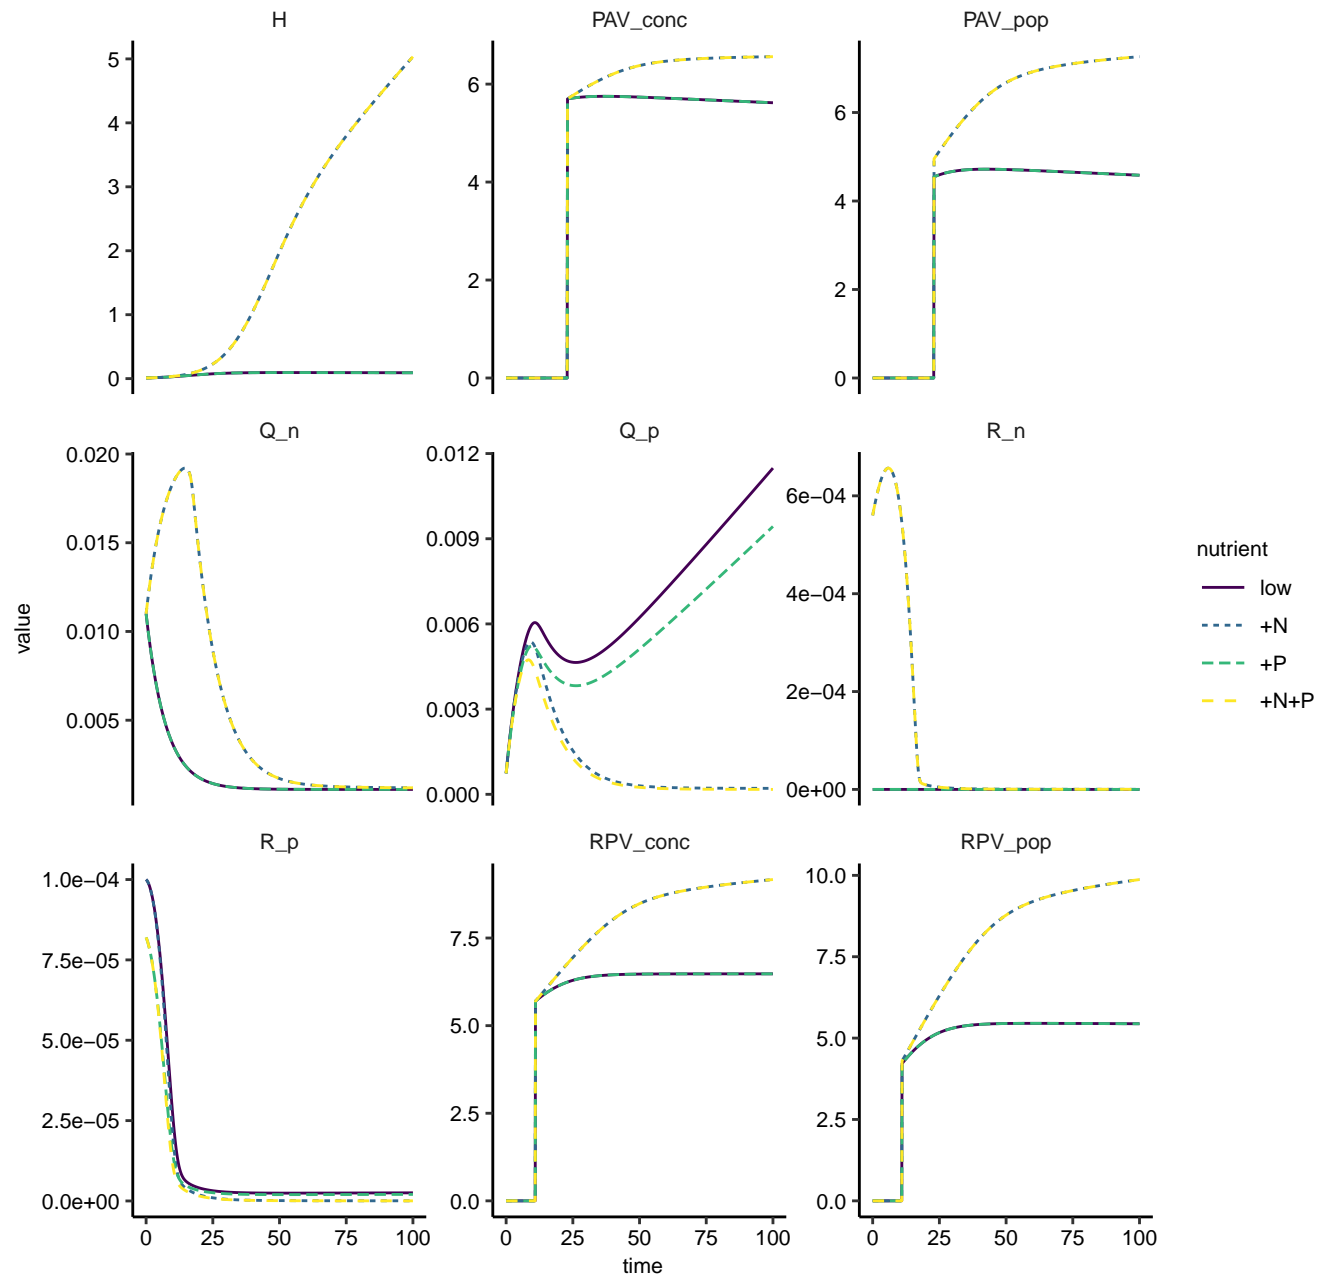 H
PAV_conc
PAV_pop
5
4
3
2
1
0
6
4
2
0
6
4
2
0
Q_n
Q_p
R_n
0.020
0.015
0.010
0.005
0.012
0.009
0.006
0.003
0.000
6e-04
4e-04
2e-04
0e+00
value
nutrient
low
+N
+P
+N+P
R_p
RPV_conc
RPV_pop
1.0e-04
7.5e-05
5.0e-05
2.5e-05
0.0e+00
7.5
5.0
2.5
0.0
10.0
7.5
5.0
2.5
0.0
0 25 50 75 100
0 25 50 75 100
0 25 50 75 100
time